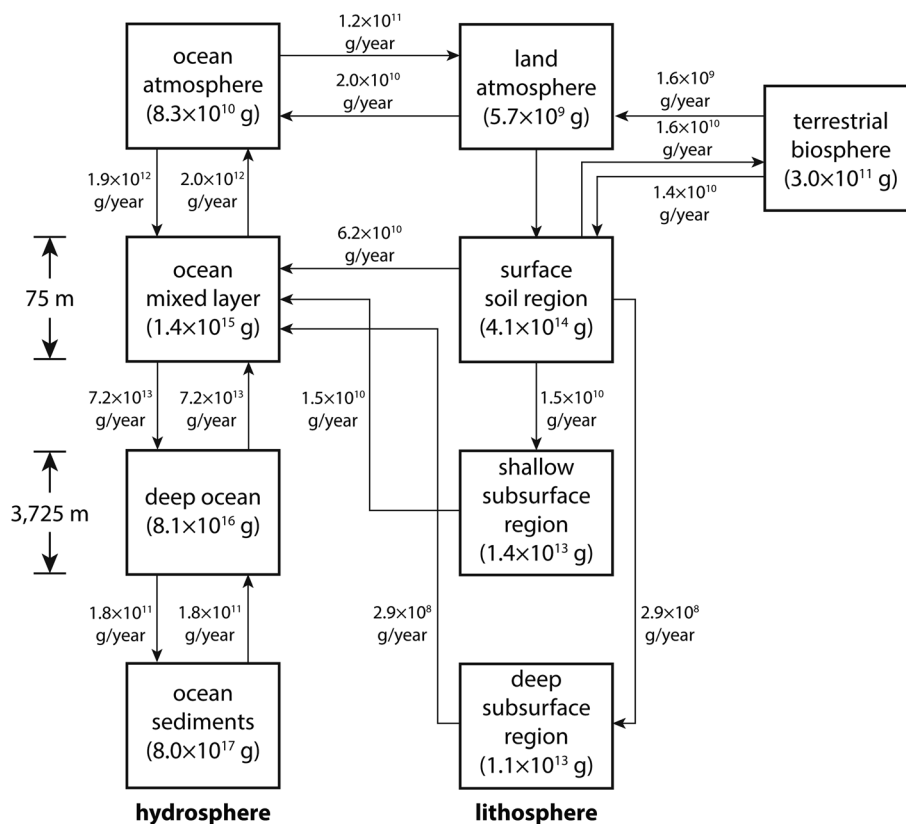 1.2×10¹¹
g/year
ocean
atmosphere
(8.3×10¹⁰ g)
2.0×10¹⁰
g/year
land
atmosphere
(5.7×10⁹ g)
1.6×10⁹
g/year
1.6×10¹⁰
g/year
terrestrial
biosphere
(3.0×10¹¹ g)
1.4×10¹⁰
g/year
1.9×10¹²
g/year
2.0×10¹²
g/year
75 m
ocean
mixed layer
(1.4×10¹⁵ g)
6.2×10¹⁰
g/year
surface
soil region
(4.1×10¹⁴ g)
7.2×10¹³
g/year
7.2×10¹³
g/year
1.5×10¹⁰
g/year
1.5×10¹⁰
g/year
3,725 m
deep ocean
(8.1×10¹⁶ g)
shallow
subsurface
region
(1.4×10¹³ g)
1.8×10¹¹
g/year
1.8×10¹¹
g/year
2.9×10⁸
g/year
2.9×10⁸
g/year
ocean
sediments
(8.0×10¹⁷ g)
deep
subsurface
region
(1.1×10¹³ g)
hydrosphere
lithosphere